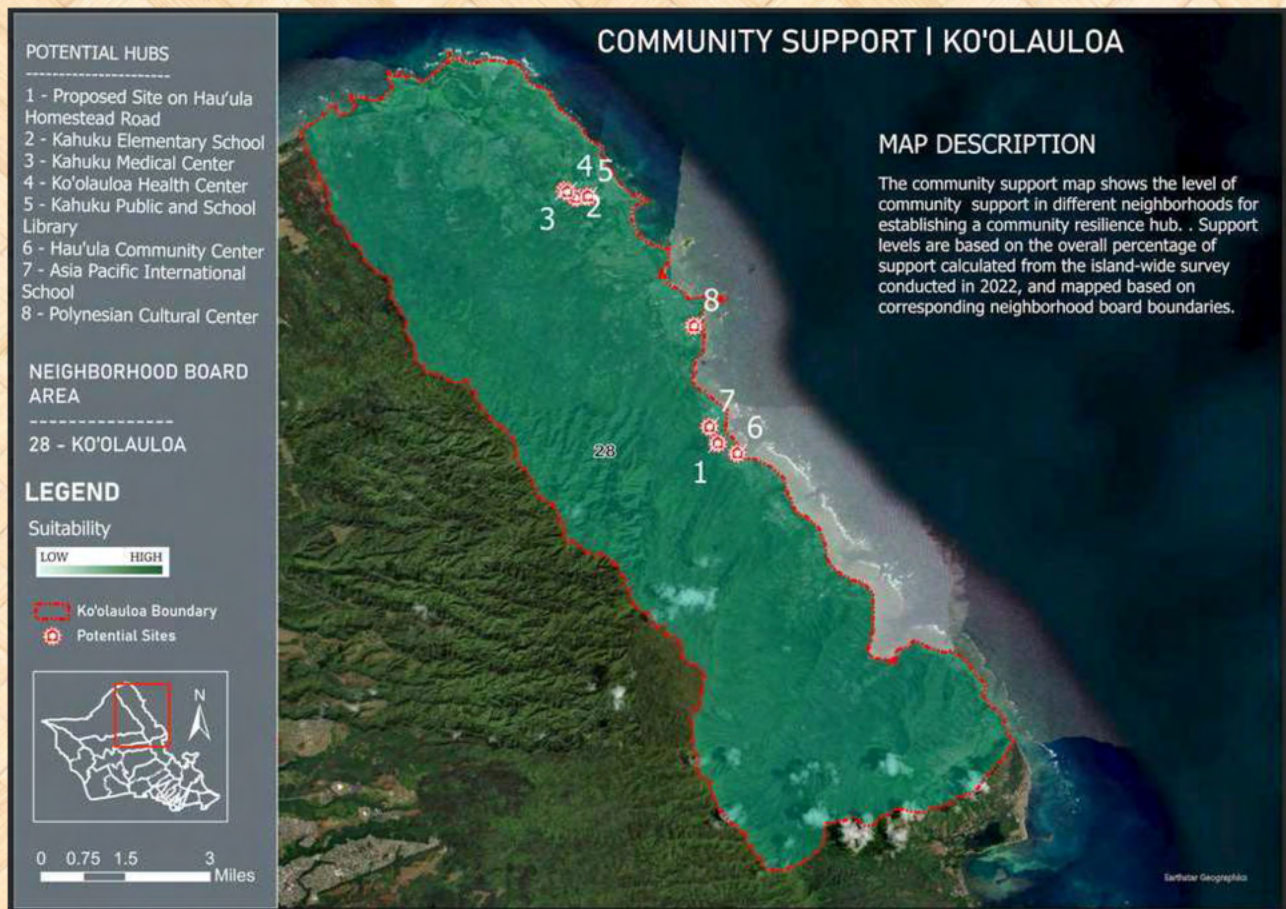 POTENTIAL HUBS
----------------------
1 - Proposed Site on Hau'ula
Homestead Road
2 - Kahuku Elementary School
3 - Kahuku Medical Center
4 - Ko'olauloa Health Center
5 - Kahuku Public and School
Library
6 - Hau'ula Community Center
7 - Asia Pacific International
School
8 - Polynesian Cultural Center
NEIGHBORHOOD BOARD
AREA
---------------
28 - KO'OLAULOA
LEGEND
Suitability
LOW HIGH
Ko'olauloa Boundary
Potential Sites
N
0 0.75 1.5 3
Miles
COMMUNITY SUPPORT | KO'OLAULOA
MAP DESCRIPTION
The community support map shows the level of
community support in different neighborhoods for
establishing a community resilience hub. . Support
levels are based on the overall percentage of
support calculated from the island-wide survey
conducted in 2022, and mapped based on
corresponding neighborhood board boundaries.
4
5
3
2
8
7
6
1
28
Earthstar Geographics